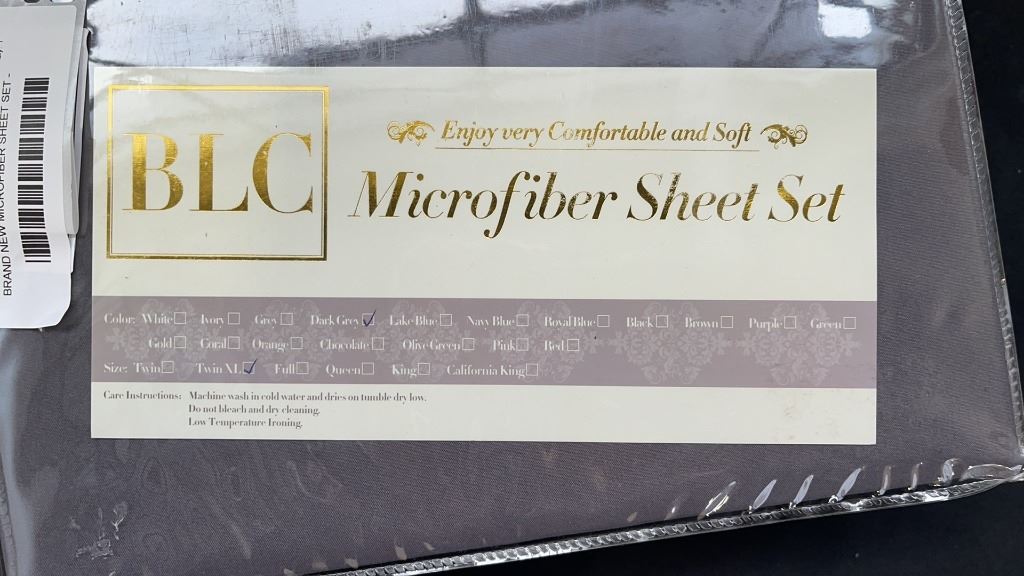 BRAND NEW MICROFIBER SHEET SET -
BLC
Enjoy very Comfortable and Soft
Microfiber Sheet Set
Color: White☐ Ivory☐ Grey☐ Dark Grey☑ Lake Blue☐ Navy Blue☐ Royal Blue☐ Black☐ Brown☐ Purple☐ Green☐
Gold☐ Coral☐ Orange☐ Chocolate☐ Olive Green☐ Pink☐ Red☐
Size: Twin☐ Twin XL☑ Full☐ Queen☐ King☐ California King☐
Care Instructions: Machine wash in cold water and dries on tumble dry low.
Do not bleach and dry cleaning.
Low Temperature Ironing.